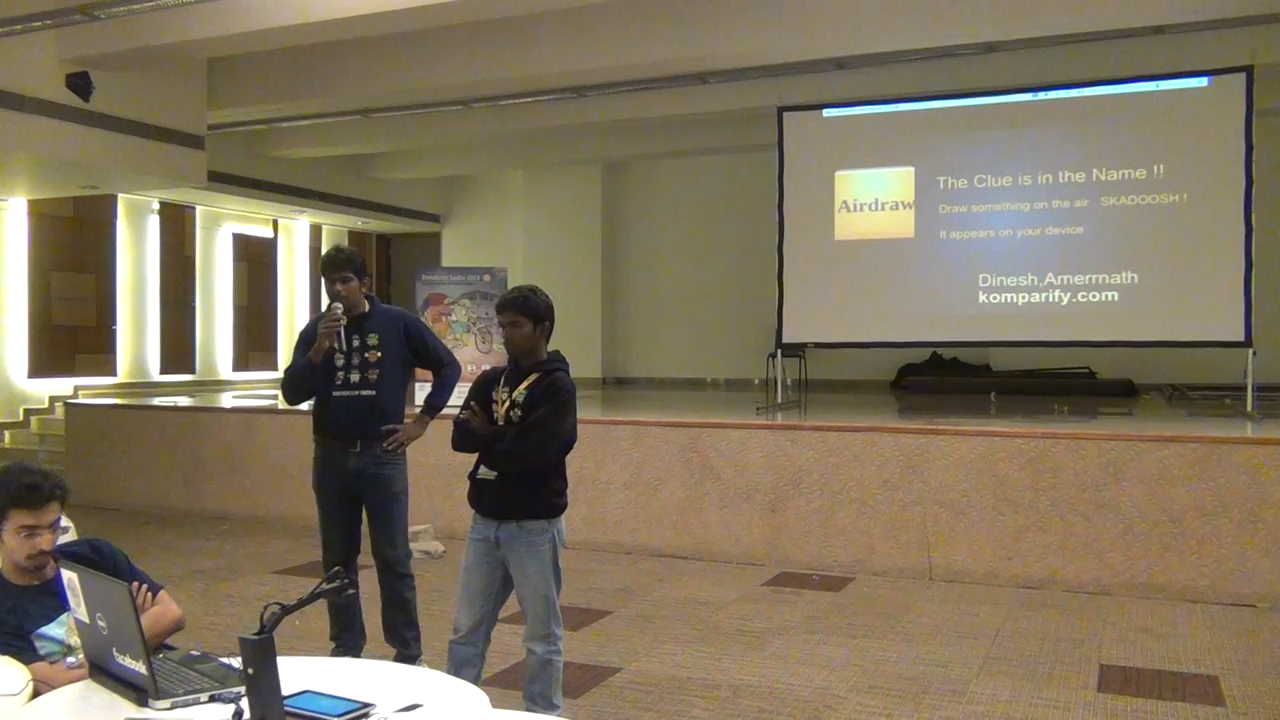 The Clue is in the Name !!
Airdraw
Draw something on the air SKADOOSH !
It appears on your device
Dinesh,Amerrnath
komparify.com
DELL
facebook